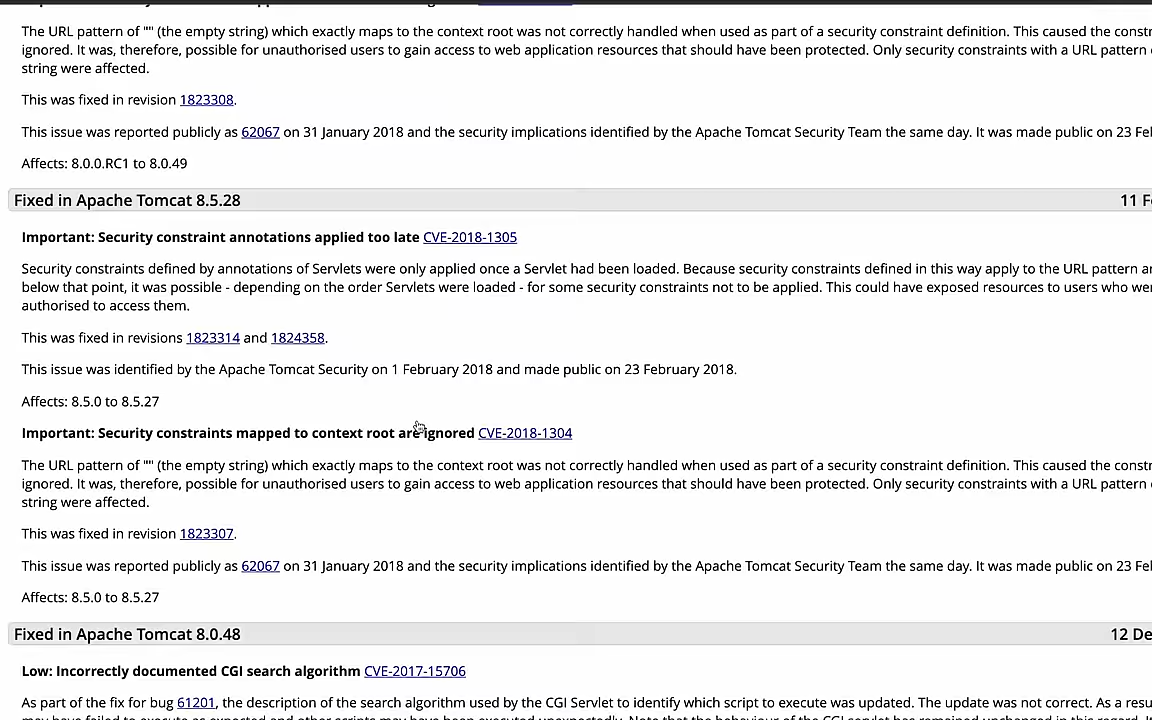 The URL pattern of "" (the empty string) which exactly maps to the context root was not correctly handled when used as part of a security constraint definition. This caused the
ignored. It was, therefore, possible for unauthorised users to gain access to web application resources that should have been protected. Only security constraints with a URL pattern
string were affected.
This was fixed in revision 1823308.
This issue was reported publicly as 62067 on 31 January 2018 and the security implications identified by the Apache Tomcat Security Team the same day. It was made public on 23
Affects: 8.0.0.RC1 to 8.0.49
Fixed in Apache Tomcat 8.5.28 11
Important: Security constraint annotations applied too late CVE-2018-1305
Security constraints defined by annotations of Servlets were only applied once a Servlet had been loaded. Because security constraints defined in this way apply to the URL pattern
below that point, it was possible - depending on the order Servlets were loaded - for some security constraints not to be applied. This could have exposed resources to users who
authorised to access them.
This was fixed in revisions 1823314 and 1824358.
This issue was identified by the Apache Tomcat Security on 1 February 2018 and made public on 23 February 2018.
Affects: 8.5.0 to 8.5.27
Important: Security constraints mapped to context root are ignored CVE-2018-1304
The URL pattern of "" (the empty string) which exactly maps to the context root was not correctly handled when used as part of a security constraint definition. This caused the
ignored. It was, therefore, possible for unauthorised users to gain access to web application resources that should have been protected. Only security constraints with a URL pattern
string were affected.
This was fixed in revision 1823307.
This issue was reported publicly as 62067 on 31 January 2018 and the security implications identified by the Apache Tomcat Security Team the same day. It was made public on 23
Affects: 8.5.0 to 8.5.27
Fixed in Apache Tomcat 8.0.48 12
Low: Incorrectly documented CGI search algorithm CVE-2017-15706
As part of the fix for bug 61201, the description of the search algorithm used by the CGI Servlet to identify which script to execute was updated. The update was not correct. As a